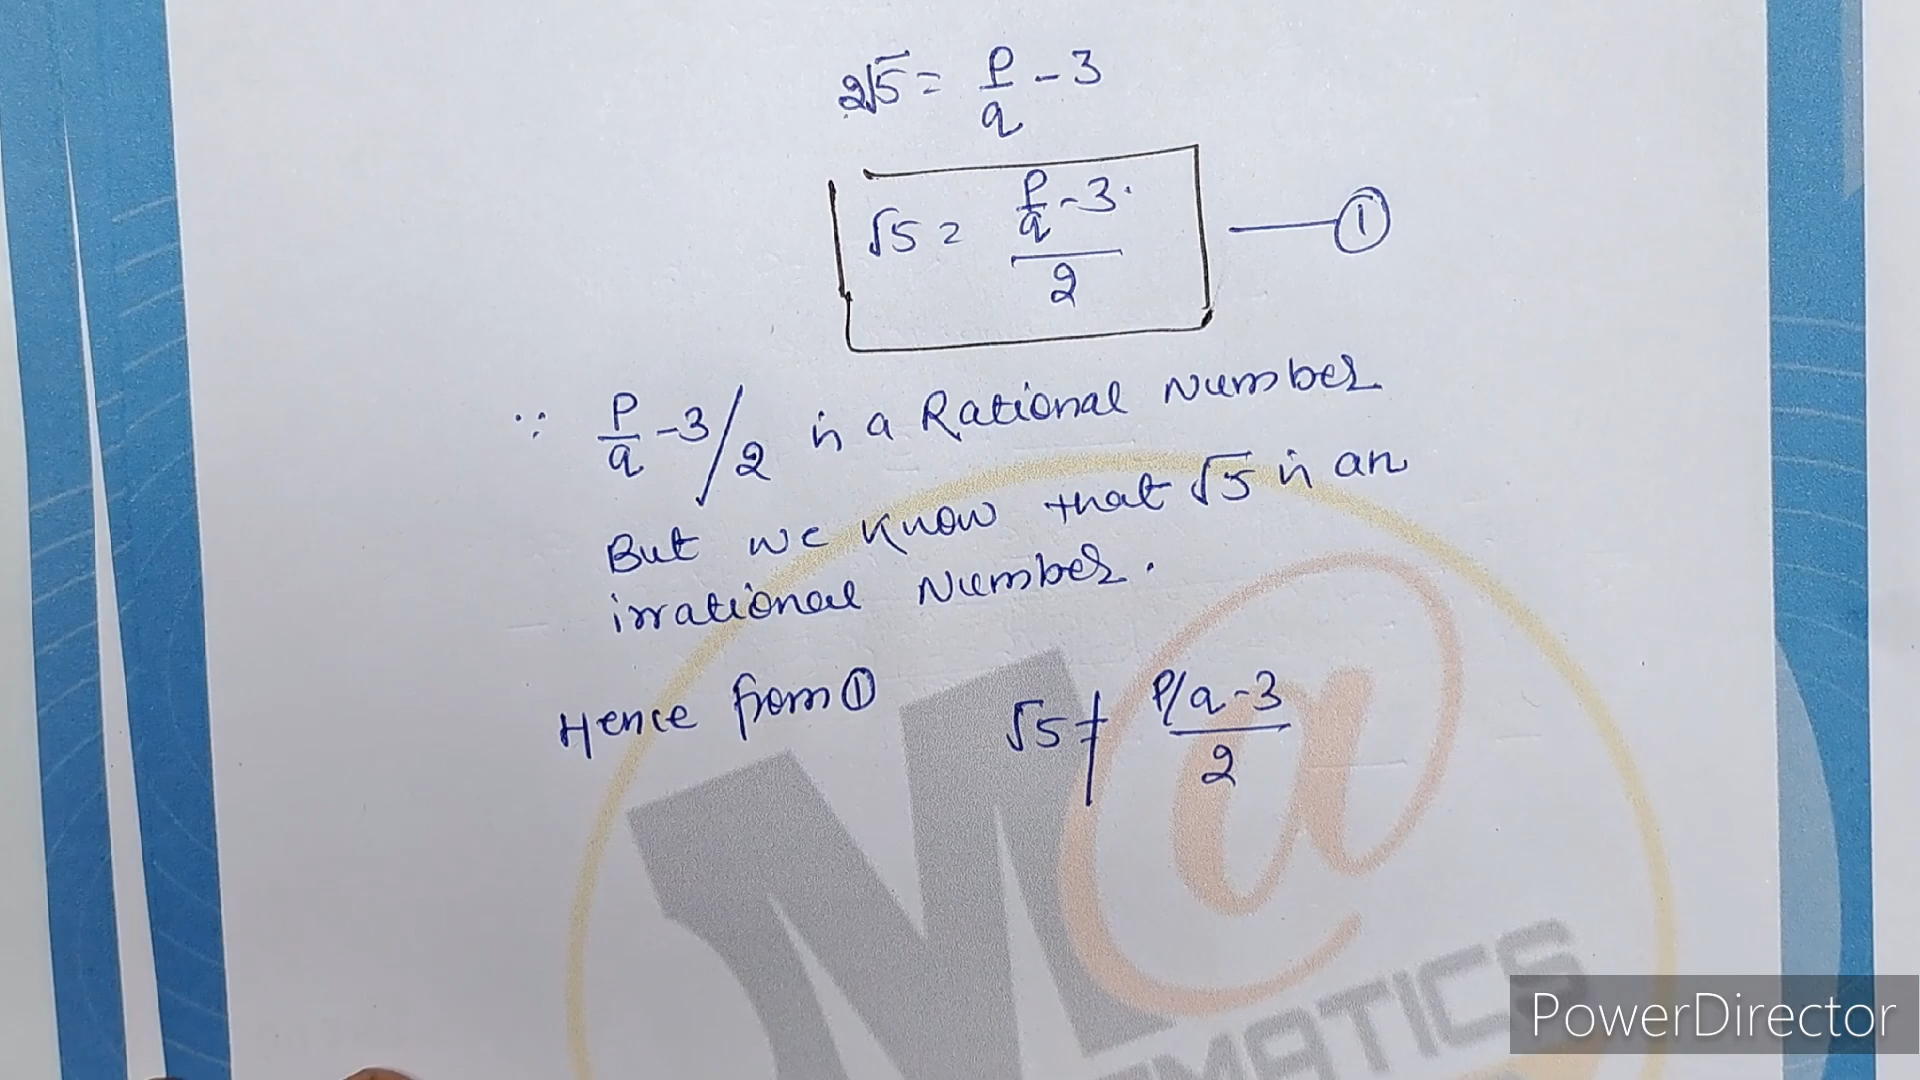 2√5 = p/q - 3
√5 = (p/q - 3)/2 —— ①
∵ p/q - 3/2 is a Rational Number
But we know that √5 is an
irrational Number.
Hence from ① √5 ≠ (P/q - 3)/2
M@
MATICS
PowerDirector